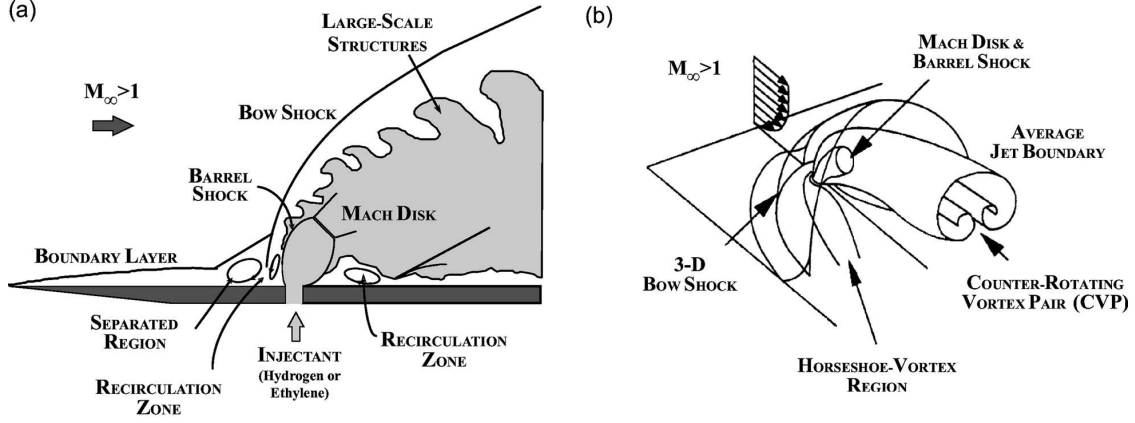 (a)
LARGE-SCALE
STRUCTURES
M∞>1
BOW SHOCK
BARREL
SHOCK
MACH DISK
BOUNDARY LAYER
SEPARATED
REGION
RECIRCULATION
ZONE
INJECTANT
(Hydrogen or
Ethylene)
RECIRCULATION
ZONE
(b)
M∞>1
MACH DISK &
BARREL SHOCK
AVERAGE
JET BOUNDARY
3-D
BOW SHOCK
COUNTER-ROTATING
VORTEX PAIR (CVP)
HORSESHOE-VORTEX
REGION